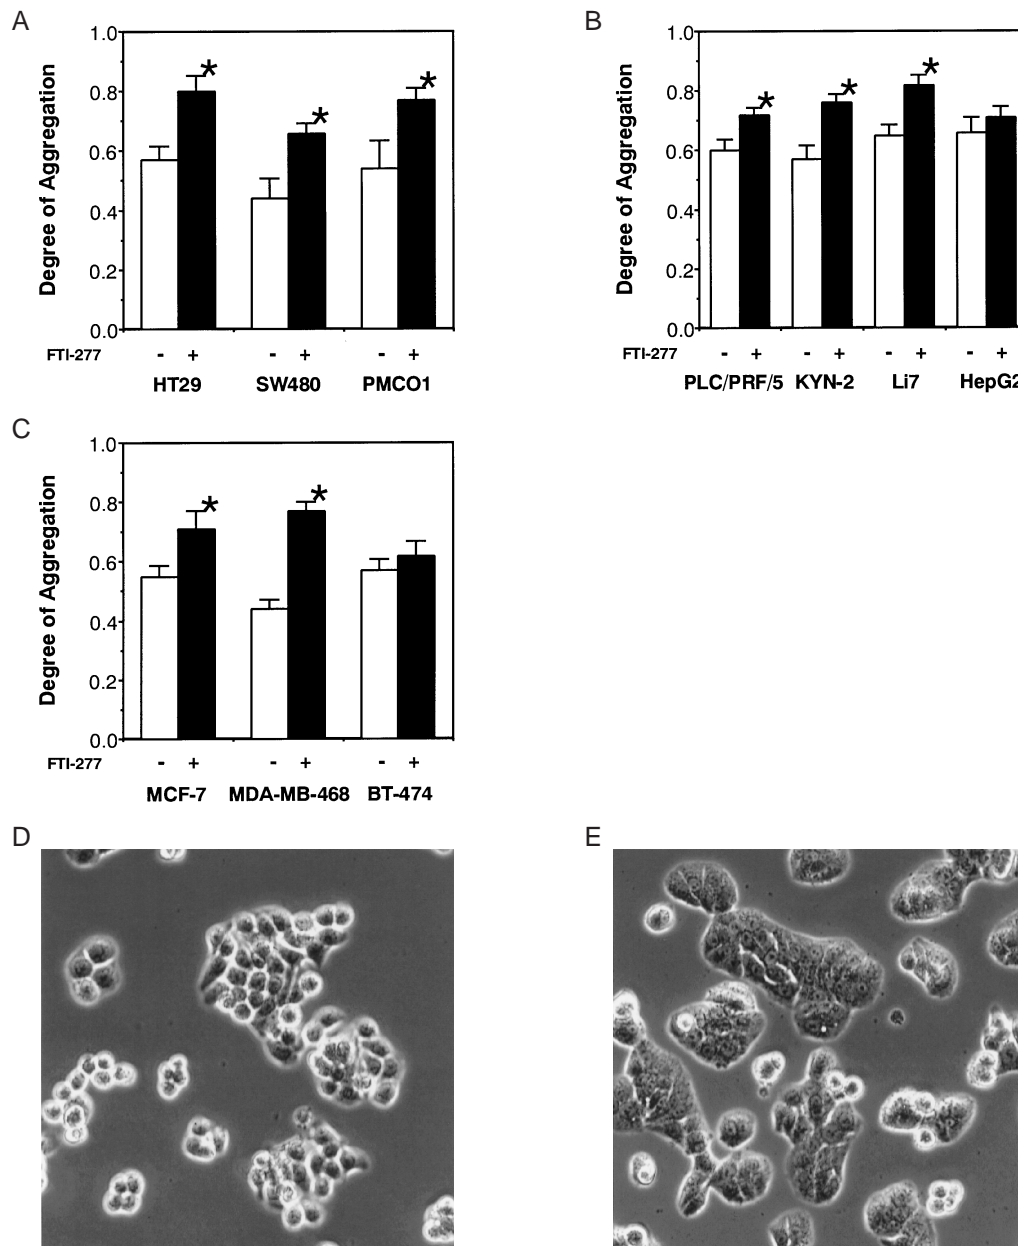 A
Degree of Aggregation
1.0
0.8
0.6
0.4
0.2
0.0
*
*
*
FTI-277 - + - + - +
HT29 SW480 PMCO1
B
Degree of Aggregation
1.0
0.8
0.6
0.4
0.2
0.0
*
*
*
FTI-277 - + - + - + - +
PLC/PRF/5 KYN-2 Li7 HepG2
C
Degree of Aggregation
1.0
0.8
0.6
0.4
0.2
0.0
*
*
FTI-277 - + - + - +
MCF-7 MDA-MB-468 BT-474
D
E